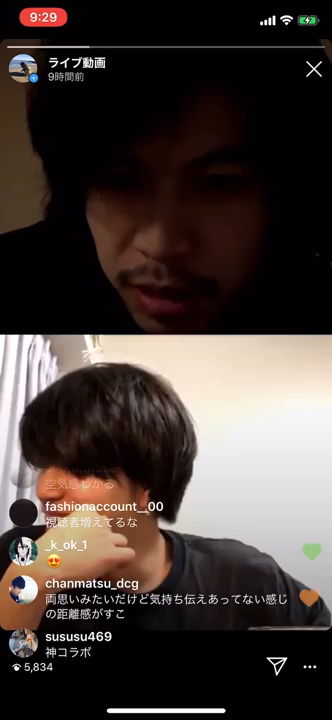 9:29
ライブ動画
9時間前
空気感わかる
fashionaccount__00
視聴者増えてるな
_k_ok_1
😍
chanmatsu_dcg
両思いみたいだけど気持ち伝えあってない感じ
の距離感がすこ
sususu469
神コラボ
5,834